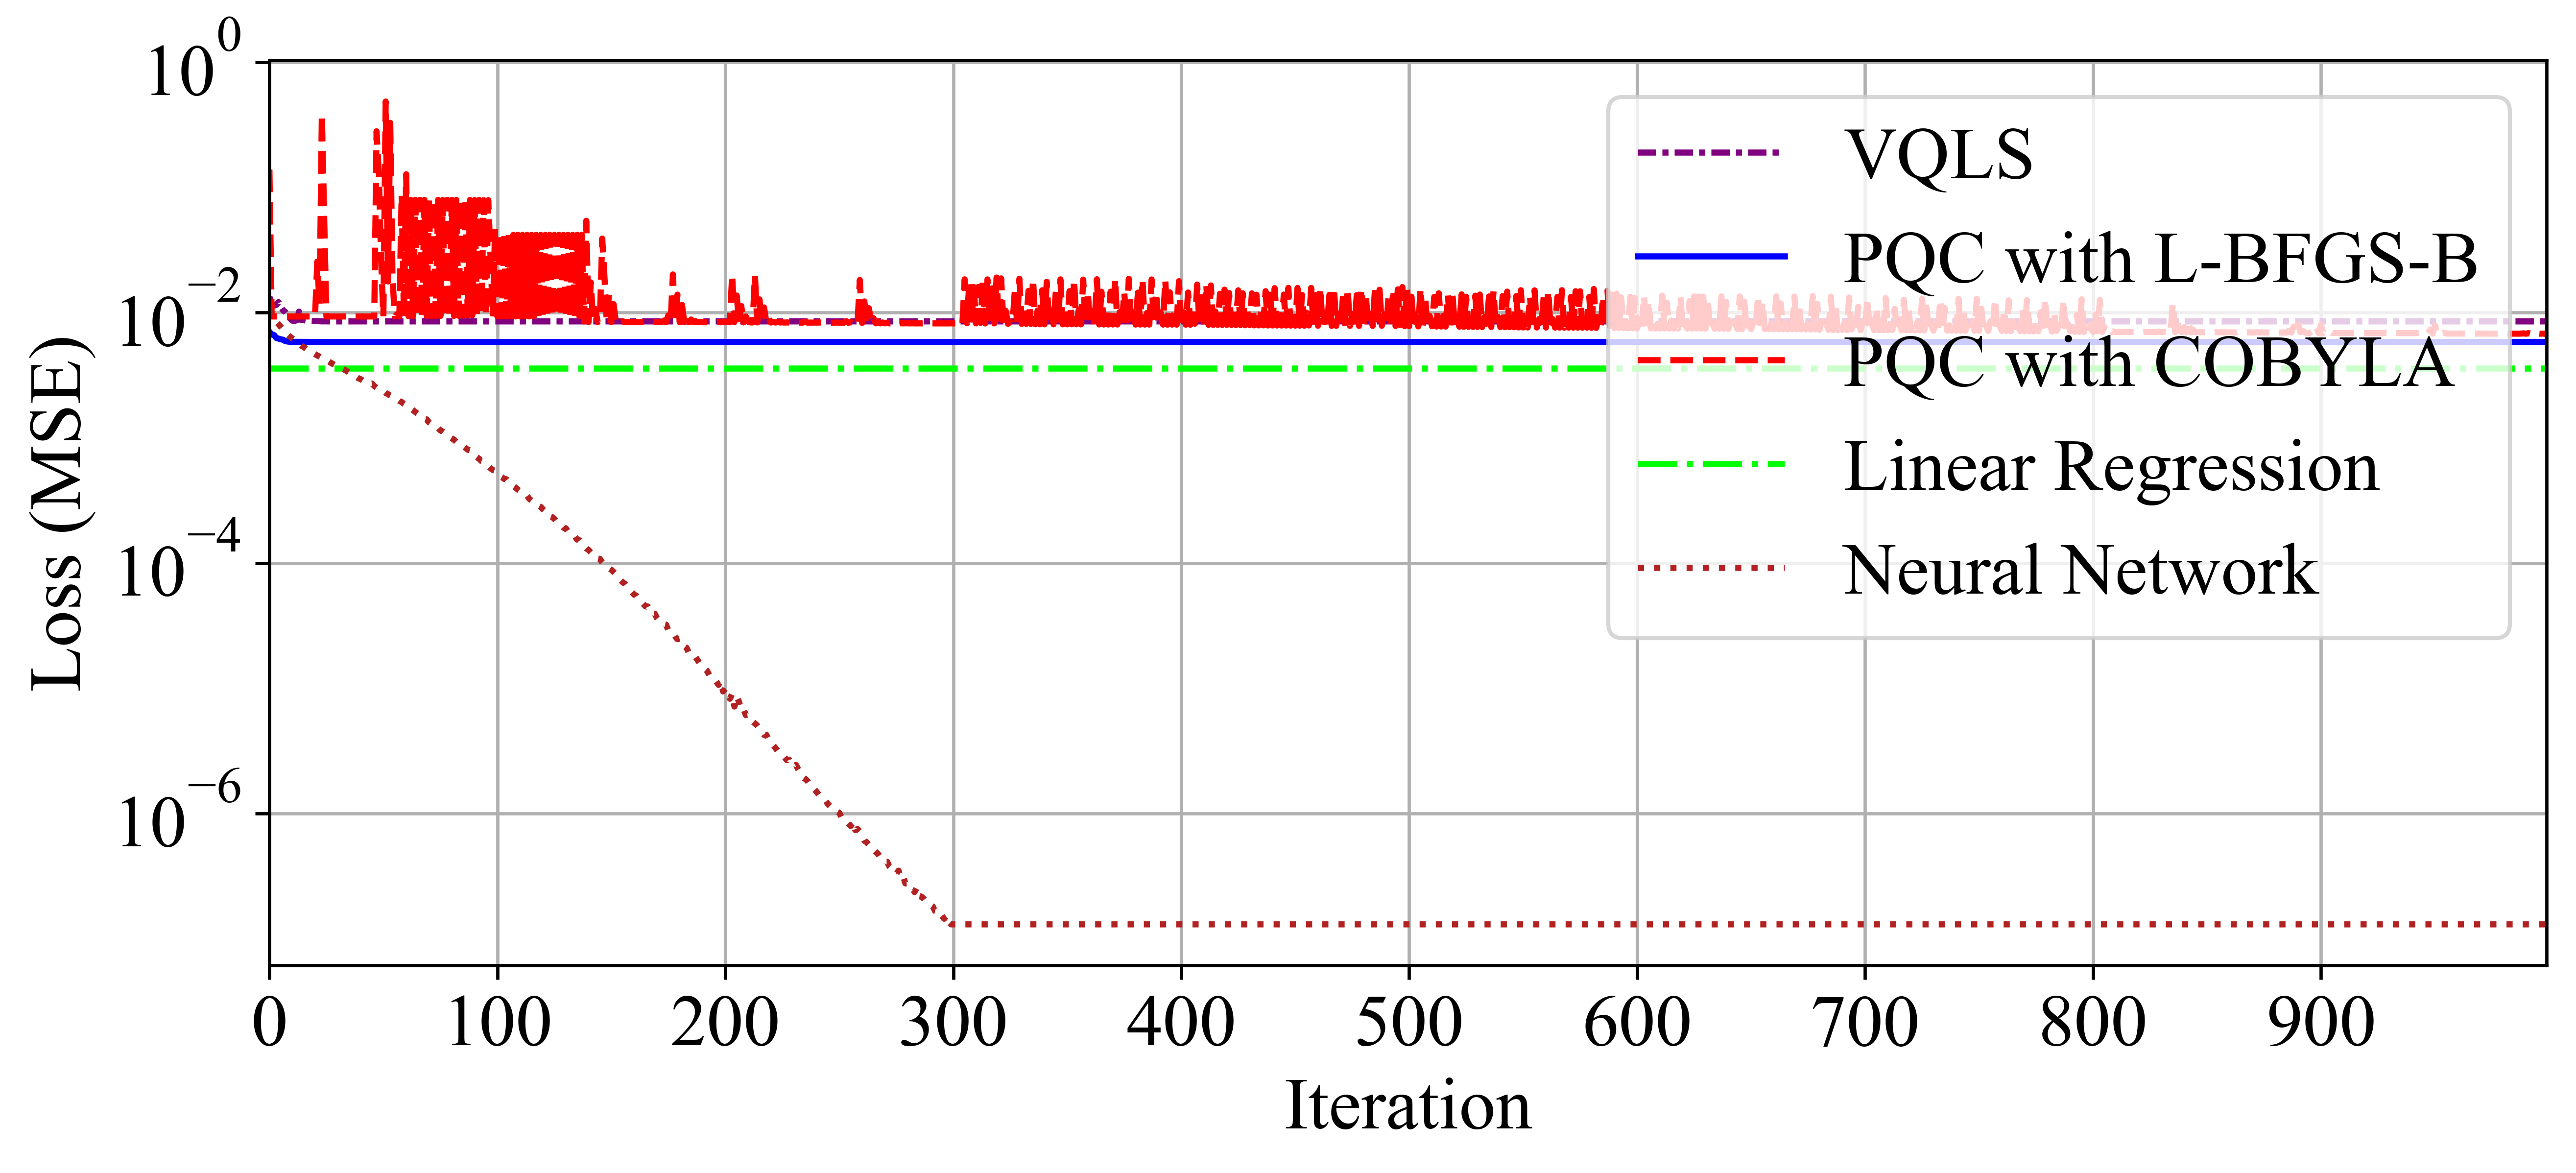 10^0
10^−2
10^−4
10^−6
Loss (MSE)
VQLS
PQC with L-BFGS-B
PQC with COBYLA
Linear Regression
Neural Network
0 100 200 300 400 500 600 700 800 900
Iteration